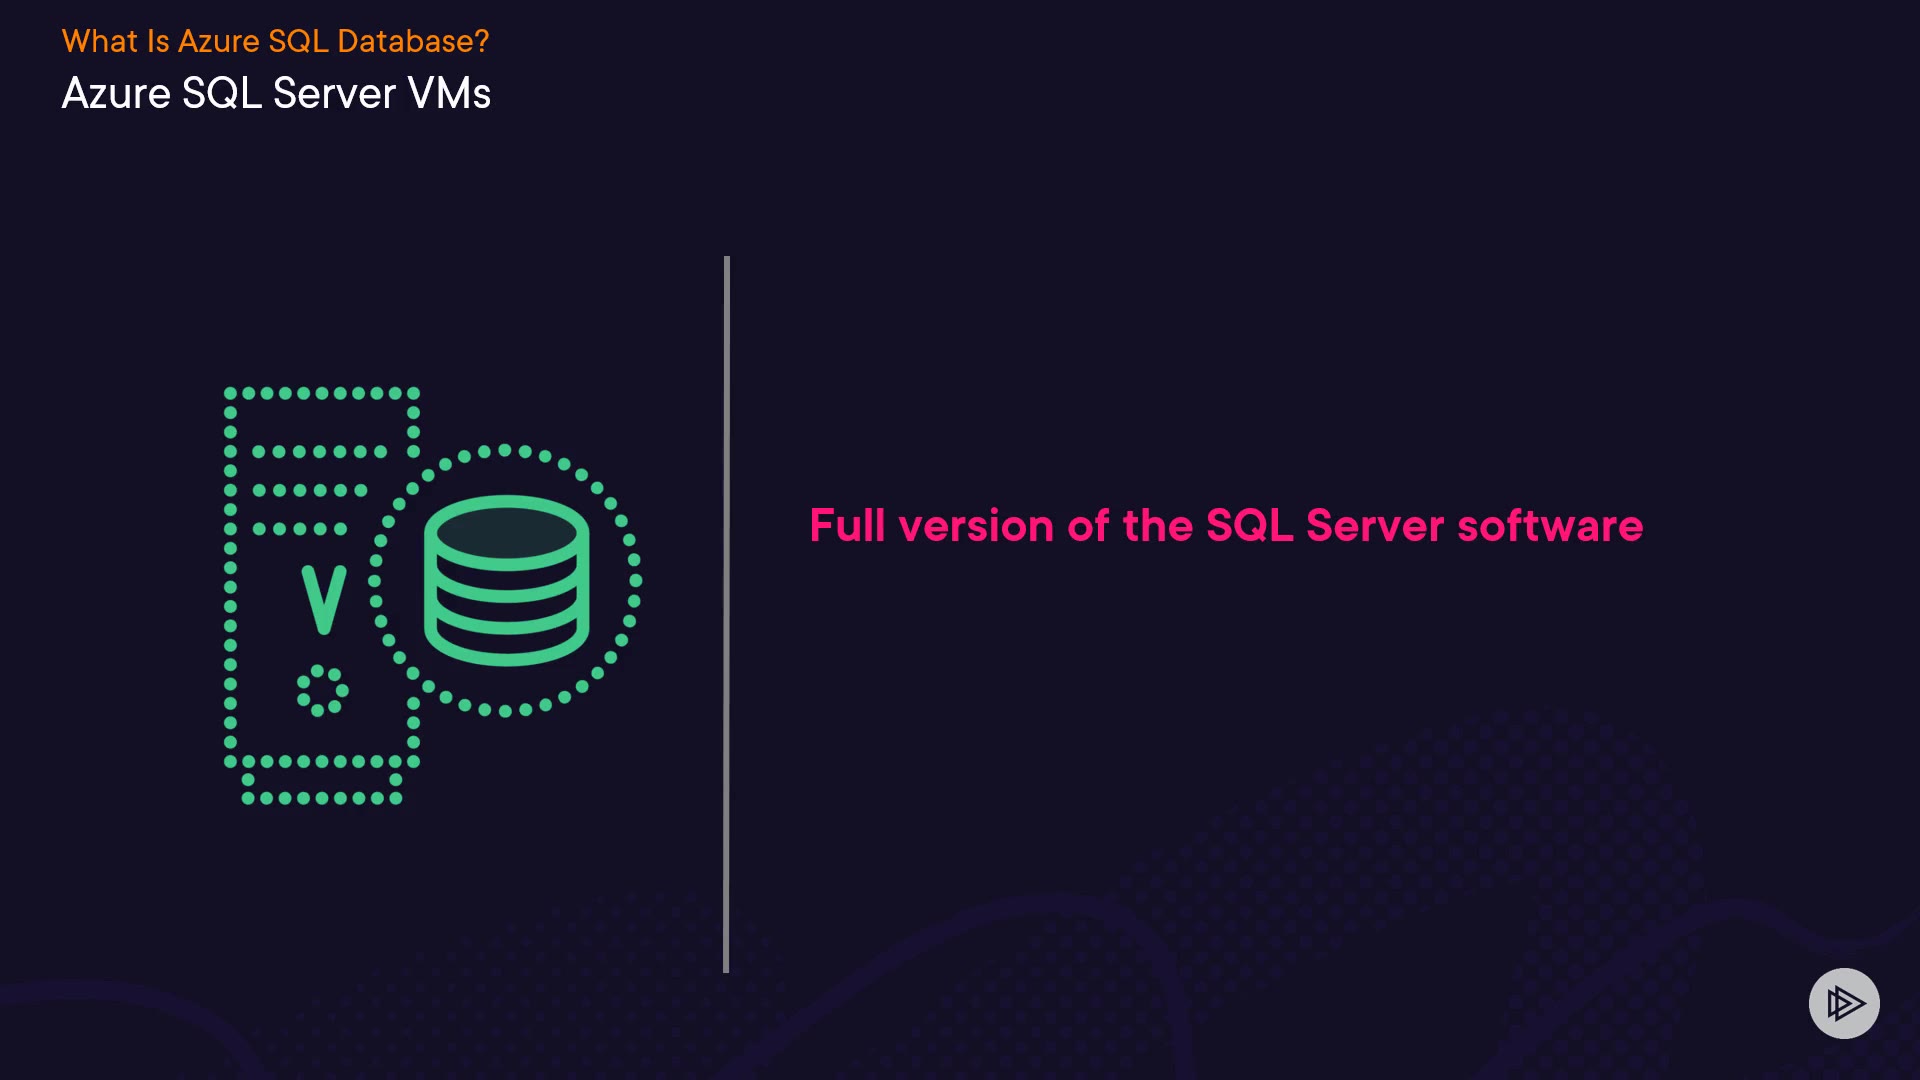 What Is Azure SQL Database?
Azure SQL Server VMs
V
Full version of the SQL Server software